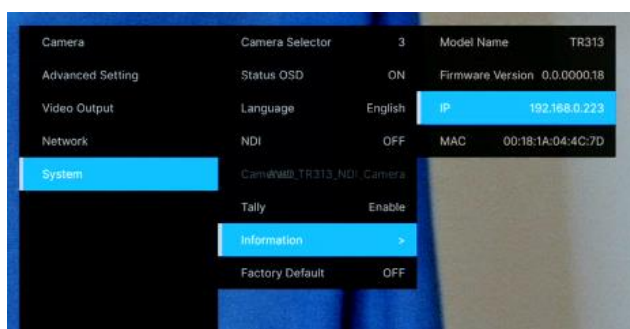 Camera
Advanced Setting
Video Output
Network
System
Camera Selector 3
Status OSD ON
Language English
NDI OFF
TR313_NDI_Camera
Tally Enable
Information >
Factory Default OFF
Model Name TR313
Firmware Version 0.0.0000.18
IP 192.168.0.223
MAC 00:18:1A:04:4C:7D